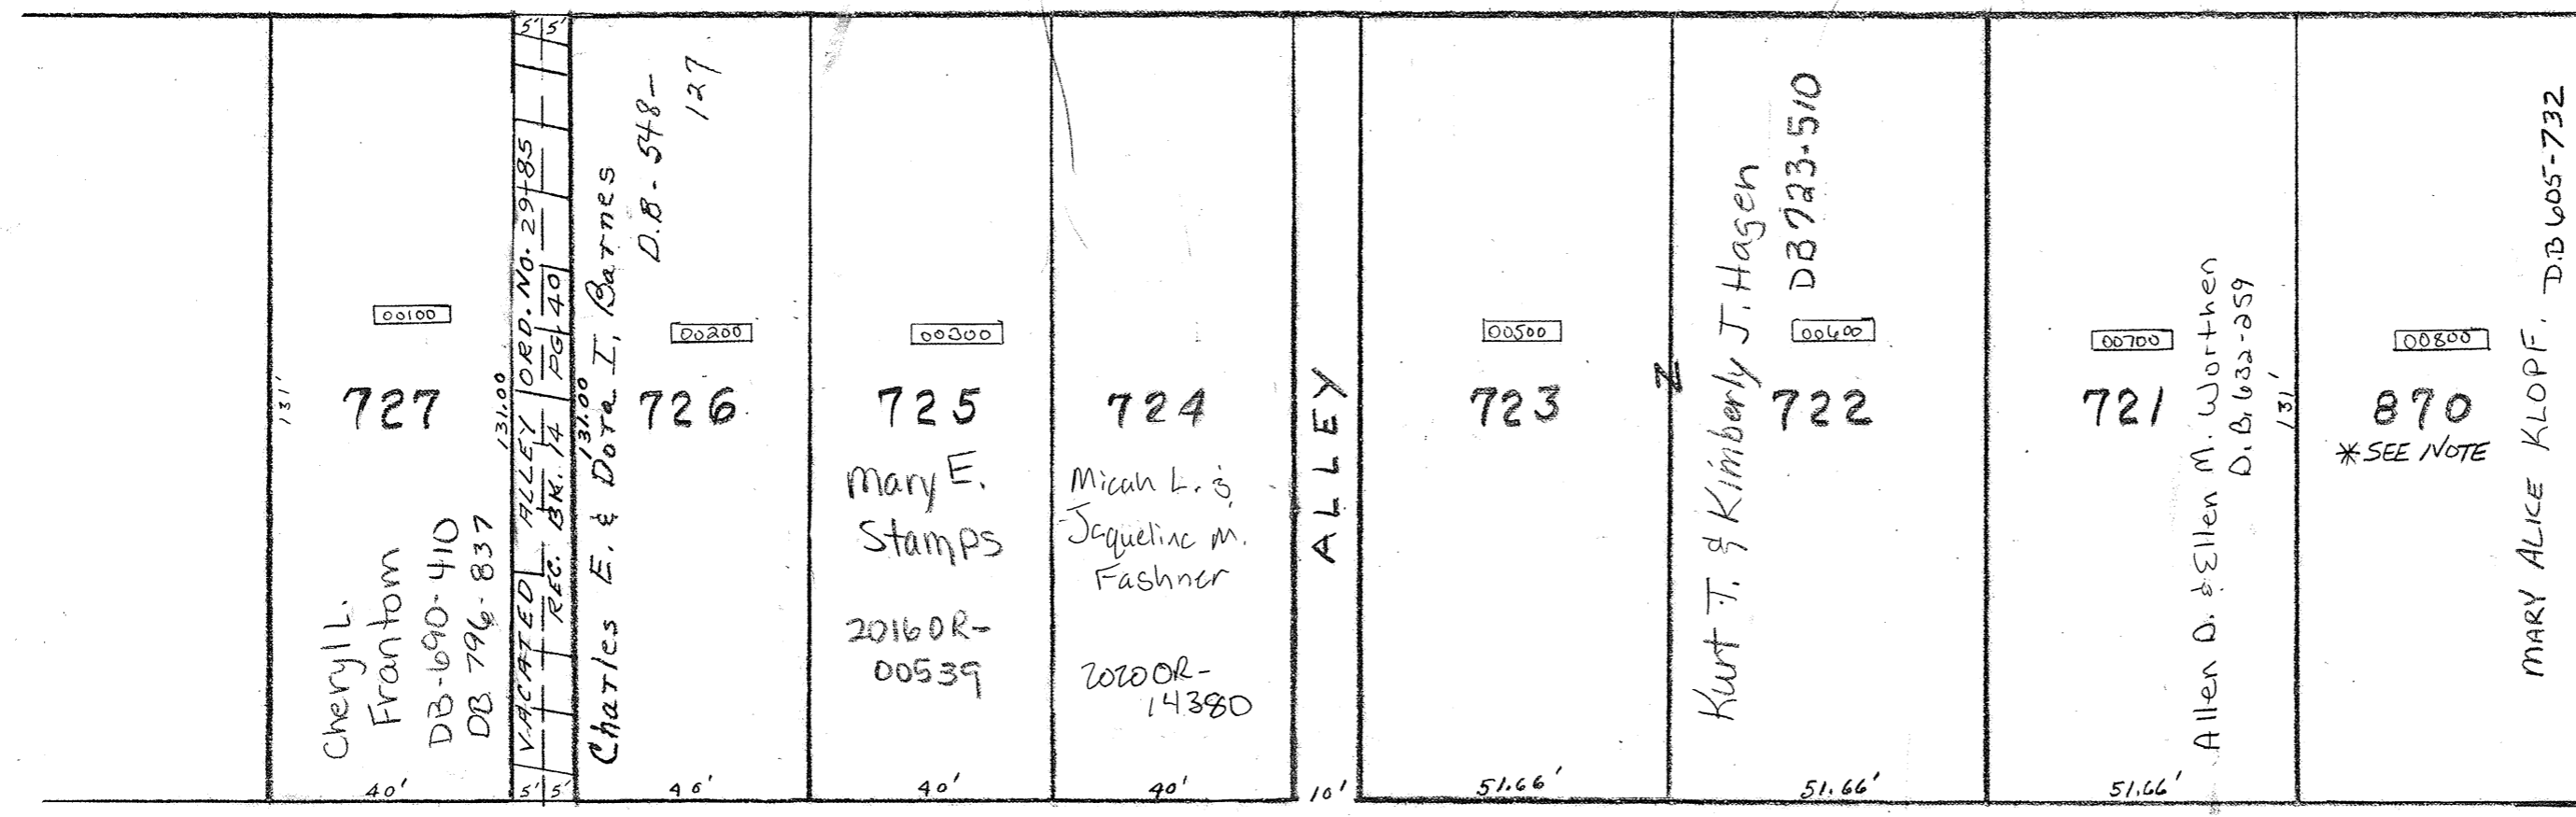 131'
00100
727
Cheryl L.
Frantom
DB-690-410
DB 796-837
40'
131.00
5' 5'
VACATED ALLEY ORD. No. 29-85
REC. BK. 14 PG 40
5' 5'
131.00
Charles E. & Dora I, Barnes
D.B.-548-
127
00200
726
40'
00300
725
Mary E.
Stamps
2016OR-
00539
40'
724
Micah L. &
Jaqueline M.
Fashner
2020OR-
14380
40'
ALLEY
10'
00500
723
51.66'
Z
Kurt T. & Kimberly J. Hagen
DB723-510
00600
722
51.66'
00700
721
Allen D. & Ellen M. Worthen
D.B. 632-259
131'
51.66'
00800
870
*SEE NOTE
MARY ALICE KLOPF. D.B 605-732